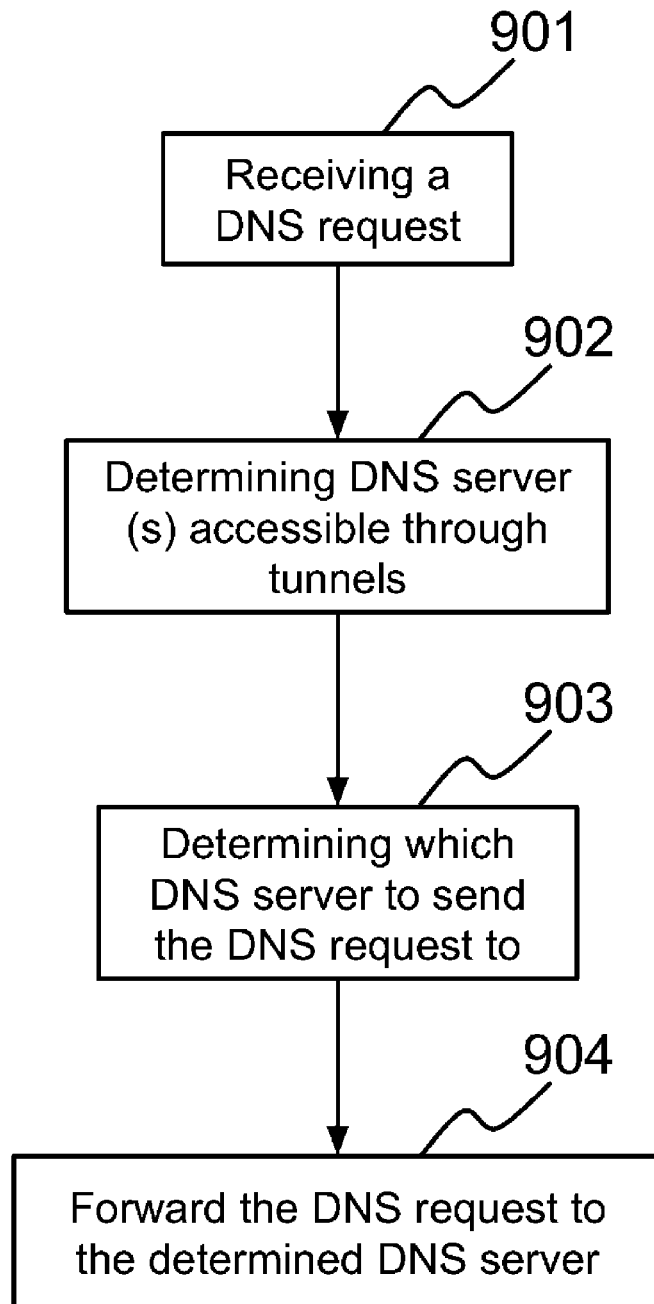 901
Receiving a
DNS request
902
Determining DNS server
(s) accessible through
tunnels
903
Determining which
DNS server to send
the DNS request to
904
Forward the DNS request to
the determined DNS server